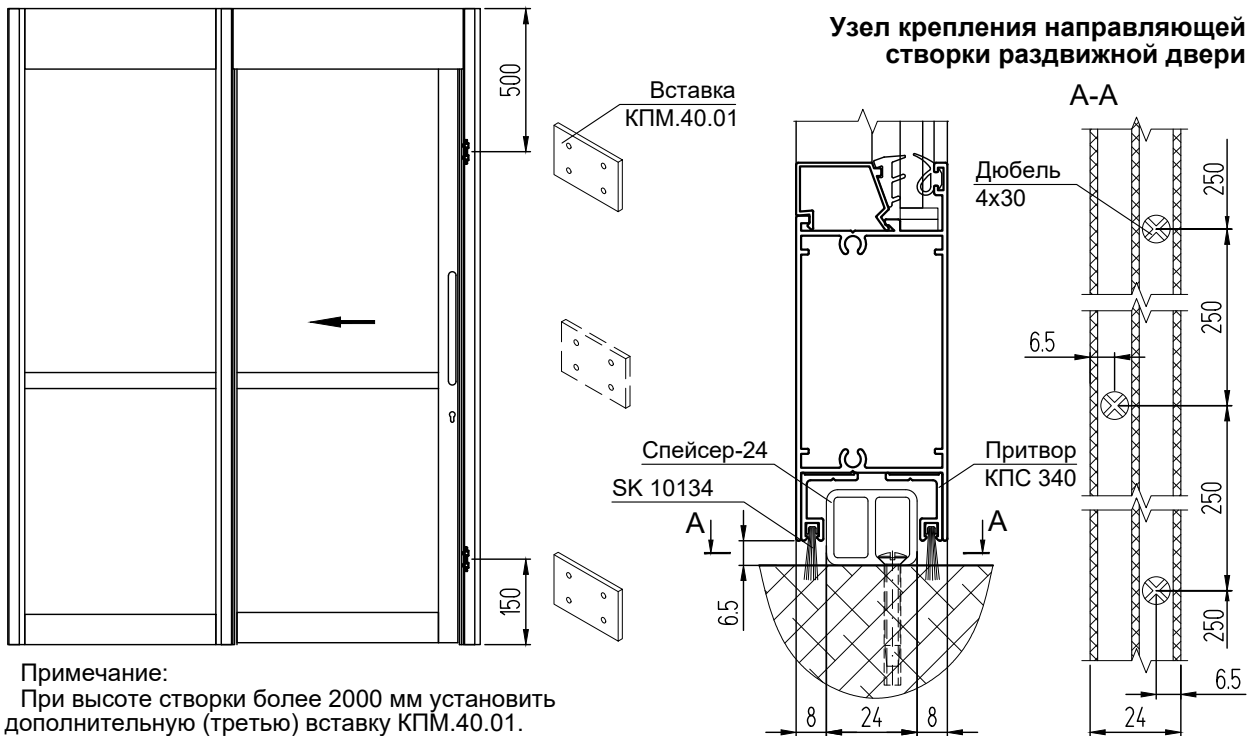 Узел крепления направляющей
створки раздвижной двери
500
Вставка
КПМ.40.01
150
Примечание:
При высоте створки более 2000 мм установить
дополнительную (третью) вставку КПМ.40.01.
Спейсер-24
SK 10134
Притвор
КПС 340
А
А
6.5
8
24
8
А-А
Дюбель
4х30
250
250
6.5
250
250
6.5
24